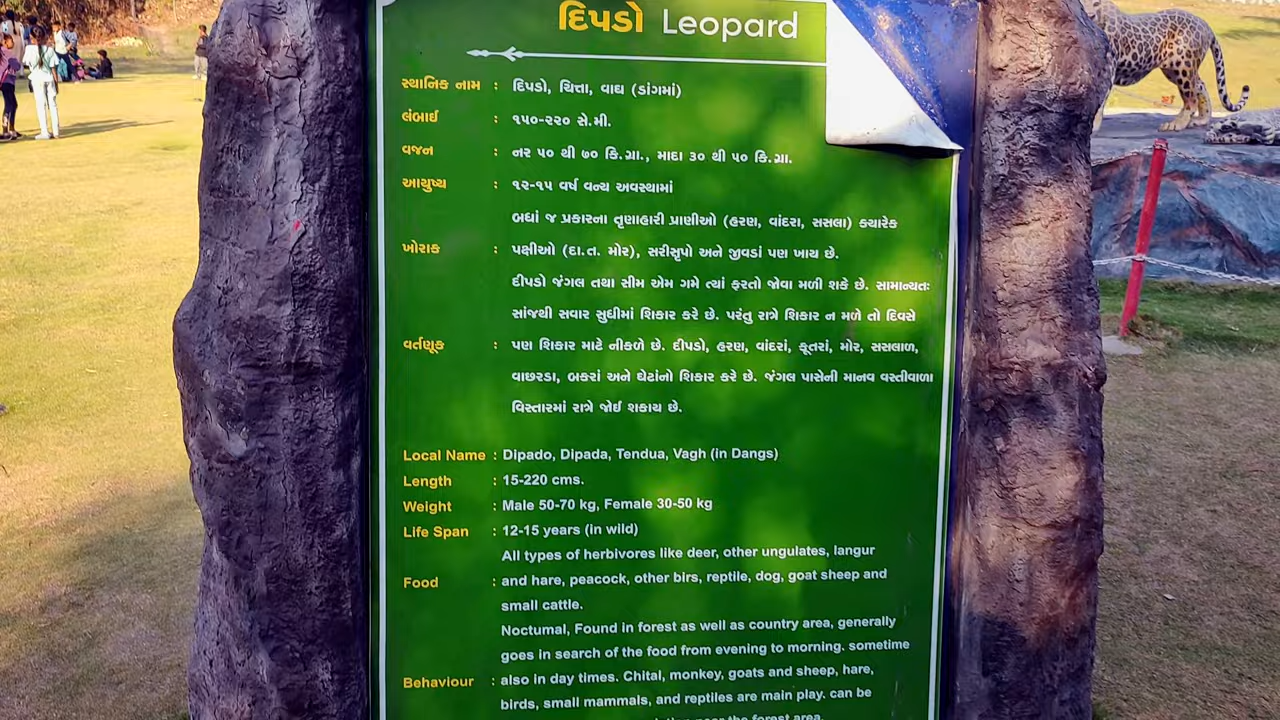 દિપડો Leopard
સ્થાનિક નામ : દિપડો, ચિત્તા, વાઘ (ડાંગમાં)
લંબાઈ : ૧૫૦-૨૨૦ સે.મી.
વજન : નર ૫૦ થી ૭૦ કિ.ગ્રા., માદા ૩૦ થી ૫૦ કિ.ગ્રા.
આયુષ્ય : ૧૨-૧૫ વર્ષ વન્ય અવસ્થામાં
બધાં જ પ્રકારના તૃણાહારી પ્રાણીઓ (હરણ, વાંદરા, સસલા) ક્યારેક
ખોરાક : પક્ષીઓ (દા.ત. મોર), સરીસૃપો અને જીવડાં પણ ખાય છે.
દીપડો જંગલ તથા સીમ એમ ગમે ત્યાં ફરતો જોવા મળી શકે છે. સામાન્યતઃ
સાંજથી સવાર સુધીમાં શિકાર કરે છે. પરંતુ રાત્રે શિકાર ન મળે તો દિવસે
વર્તણૂક : પણ શિકાર માટે નીકળે છે. દીપડો, હરણ, વાંદરાં, કૂતરાં, મોર, સસલાળ,
વાછરડા, બકરાં અને ઘેટાંનો શિકાર કરે છે. જંગલ પાસેની માનવ વસ્તીવાળા
વિસ્તારમાં રાત્રે જોઈ શકાય છે.
Local Name : Dipado, Dipada, Tendua, Vagh (in Dangs)
Length : 15-220 cms.
Weight : Male 50-70 kg, Female 30-50 kg
Life Span : 12-15 years (in wild)
All types of herbivores like deer, other ungulates, langur
Food : and hare, peacock, other birs, reptile, dog, goat sheep and
small cattle.
Noctumal, Found in forest as well as country area, generally
goes in search of the food from evening to morning. sometime
Behaviour : also in day times. Chital, monkey, goats and sheep, hare,
birds, small mammals, and reptiles are main play. can be
near the forest area.